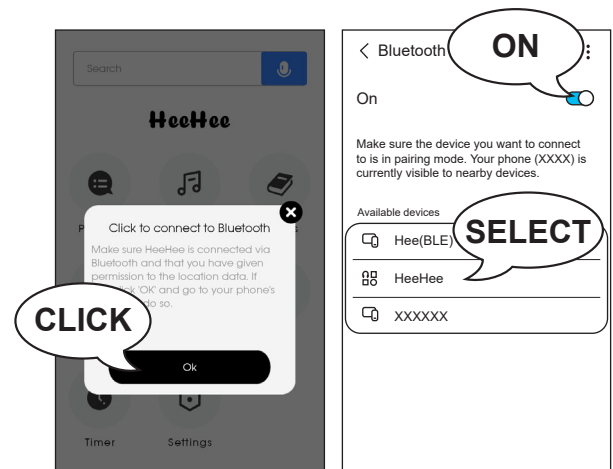 Search
HeeHee
Click to connect to Bluetooth
Make sure HeeHee is connected via
Bluetooth and that you have given
permission to the location data. If
click 'OK' and go to your phone's
do so.
CLICK
Ok
Timer Settings
Bluetooth
ON
On
Make sure the device you want to connect
to is in pairing mode. Your phone (XXXX) is
currently visible to nearby devices.
Available devices
Hee(BLE)
SELECT
HeeHee
XXXXXX